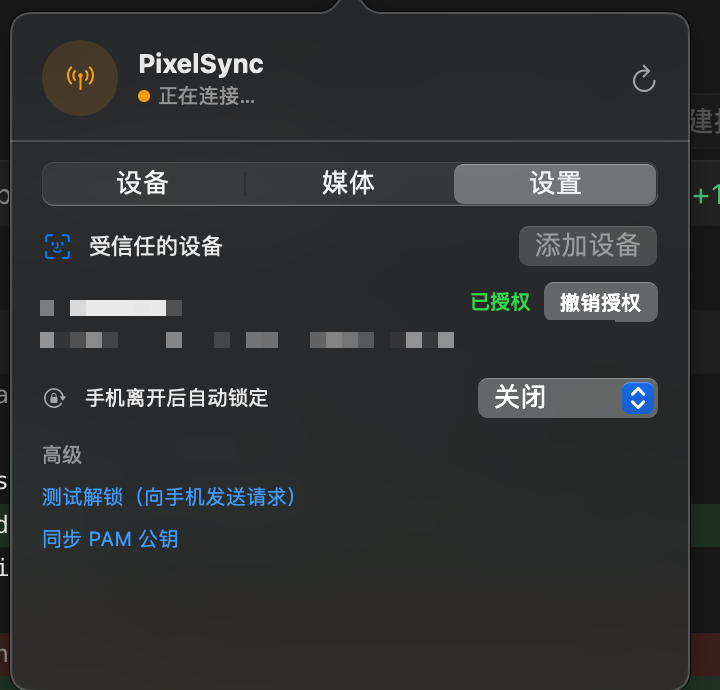 PixelSync
正在连接...
设备
媒体
设置
受信任的设备
添加设备
已授权
撤销授权
手机离开后自动锁定
关闭
高级
测试解锁（向手机发送请求）
同步 PAM 公钥
+1